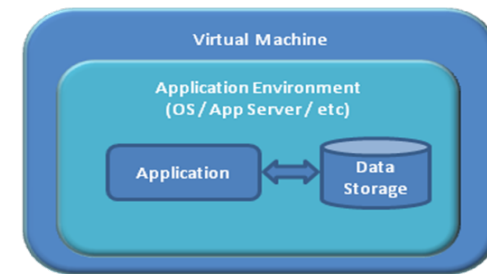 Virtual Machine
Application Environment
(OS / App Server / etc)
Application
Data
Storage